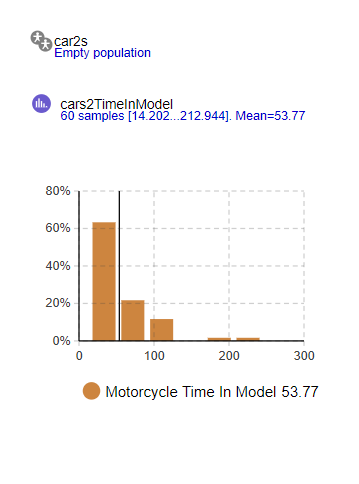 car2s
Empty population
cars2TimeInModel
60 samples [14.202...212.944]. Mean=53.77
80%
60%
40%
20%
0%
0 100 200 300
Motorcycle Time In Model 53.77